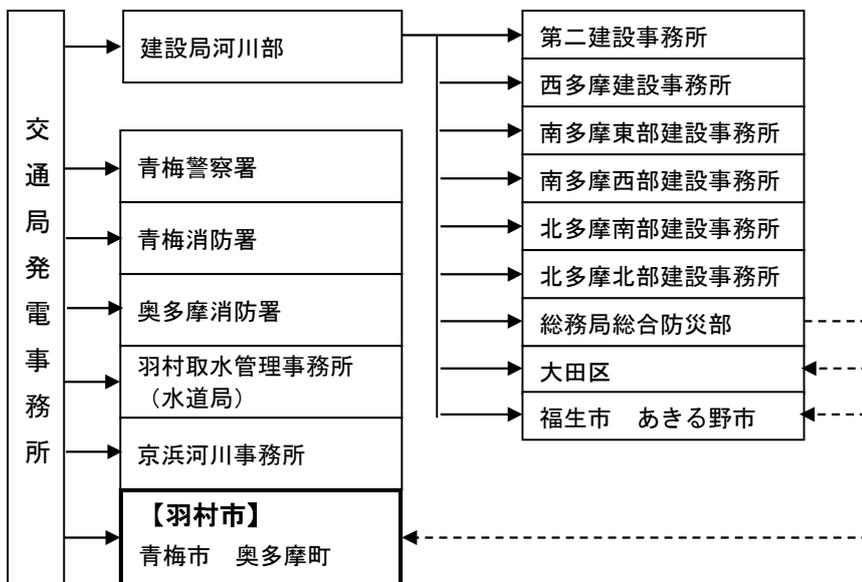 交通局発電事務所
建設局河川部
青梅警察署
青梅消防署
奥多摩消防署
羽村取水管理事務所
（水道局）
京浜河川事務所
【羽村市】
青梅市　奥多摩町
第二建設事務所
西多摩建設事務所
南多摩東部建設事務所
南多摩西部建設事務所
北多摩南部建設事務所
北多摩北部建設事務所
総務局総合防災部
大田区
福生市　あきる野市